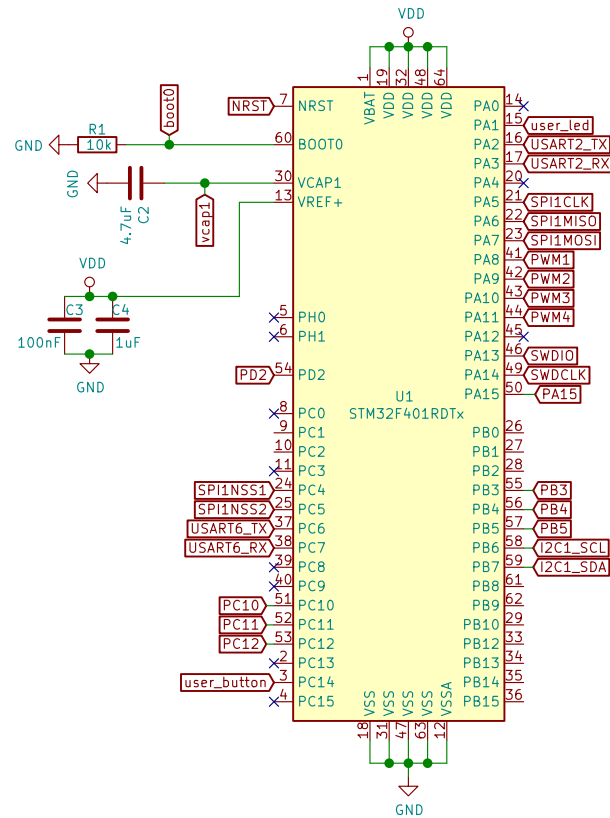 VDD
1 19 32 48 64
VBAT VDD VDD VDD VDD
boot0
NRST 7 NRST PA0 14
PA1 15 user_led
R1
GND 10k 60 BOOT0 PA2 16 USART2_TX
PA3 17 USART2_RX
GND 4.7uF C2 30 VCAP1 PA4 20
vcap1 13 VREF+ PA5 21 SPI1CLK
PA6 22 SPI1MISO
PA7 23 SPI1MOSI
VDD PA8 41 PWM1
PA9 42 PWM2
C3 C4 PA10 43 PWM3
5 PH0 PA11 44 PWM4
100nF 1uF 6 PH1 PA12 45
PA13 46 SWDIO
GND PD2 54 PD2 PA14 49 SWDCLK
U1 PA15 50 PA15
STM32F401RDTx
8 PC0
9 PC1 PB0 26
10 PC2 PB1 27
11 PC3 PB2 28
SPI1NSS1 24 PC4 PB3 55 PB3
SPI1NSS2 25 PC5 PB4 56 PB4
USART6_TX 37 PC6 PB5 57 PB5
USART6_RX 38 PC7 PB6 58 I2C1_SCL
39 PC8 PB7 59 I2C1_SDA
40 PC9 PB8 61
PC10 51 PC10 PB9 62
PC11 52 PC11 PB10 29
PC12 53 PC12 PB12 33
2 PC13 PB13 34
user_button 3 PC14 PB14 35
4 PC15 PB15 36
VSS VSS VSS VSS VSSA
18 31 47 63 12
GND